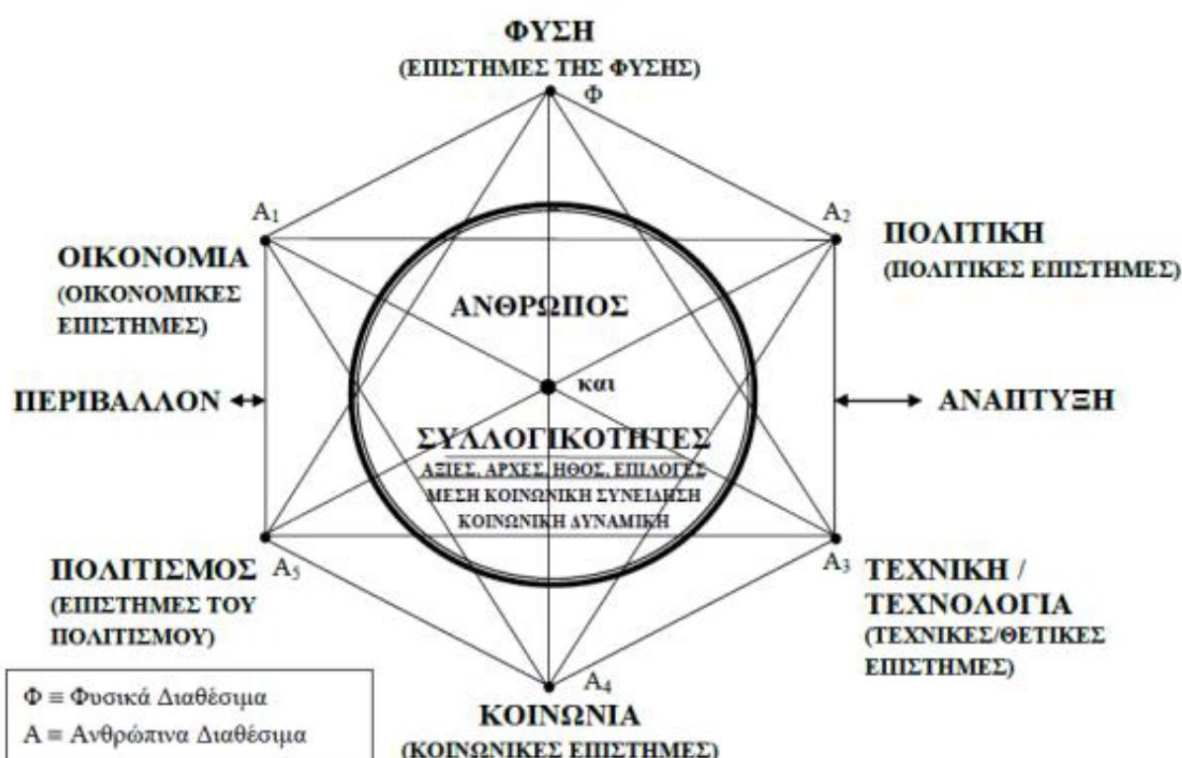 ΦΥΣΗ
(ΕΠΙΣΤΗΜΕΣ ΤΗΣ ΦΥΣΗΣ)
Φ
Α₁
Α₂
ΟΙΚΟΝΟΜΙΑ
(ΟΙΚΟΝΟΜΙΚΕΣ
ΕΠΙΣΤΗΜΕΣ)
ΠΟΛΙΤΙΚΗ
(ΠΟΛΙΤΙΚΕΣ ΕΠΙΣΤΗΜΕΣ)
ΑΝΘΡΩΠΟΣ
και
ΣΥΛΛΟΓΙΚΟΤΗΤΕΣ
ΑΞΙΕΣ, ΑΡΧΕΣ, ΗΘΟΣ, ΕΠΙΛΟΓΕΣ
ΜΕΣΗ ΚΟΙΝΩΝΙΚΗ ΣΥΝΕΙΔΗΣΗ
ΚΟΙΝΩΝΙΚΗ ΔΥΝΑΜΙΚΗ
ΠΕΡΙΒΑΛΛΟΝ
ΑΝΑΠΤΥΞΗ
ΠΟΛΙΤΙΣΜΟΣ Α₅
(ΕΠΙΣΤΗΜΕΣ ΤΟΥ
ΠΟΛΙΤΙΣΜΟΥ)
Α₃ ΤΕΧΝΙΚΗ /
ΤΕΧΝΟΛΟΓΙΑ
(ΤΕΧΝΙΚΕΣ/ΘΕΤΙΚΕΣ
ΕΠΙΣΤΗΜΕΣ)
Α₄
ΚΟΙΝΩΝΙΑ
(ΚΟΙΝΩΝΙΚΕΣ ΕΠΙΣΤΗΜΕΣ)
Φ ≡ Φυσικά Διαθέσιμα
Α ≡ Ανθρώπινα Διαθέσιμα